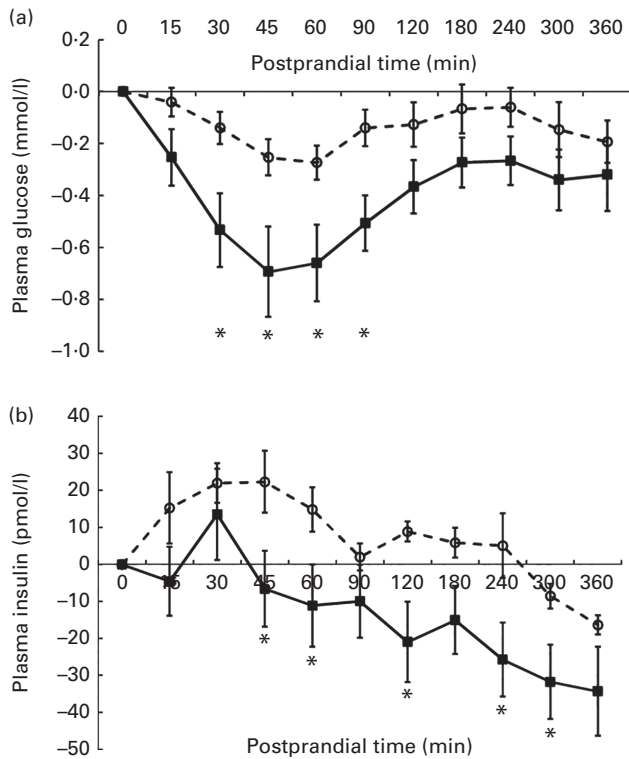 (a)
0 15 30 45 60 90 120 180 240 300 360
Postprandial time (min)
Plasma glucose (mmol/l)
0·2
0·0
−0·2
−0·4
−0·6
−0·8
−1·0
* * * *
(b)
Plasma insulin (pmol/l)
40
30
20
10
0
−10
−20
−30
−40
−50
0 15 30 45 60 90 120 180 240 300 360
* * * * *
Postprandial time (min)